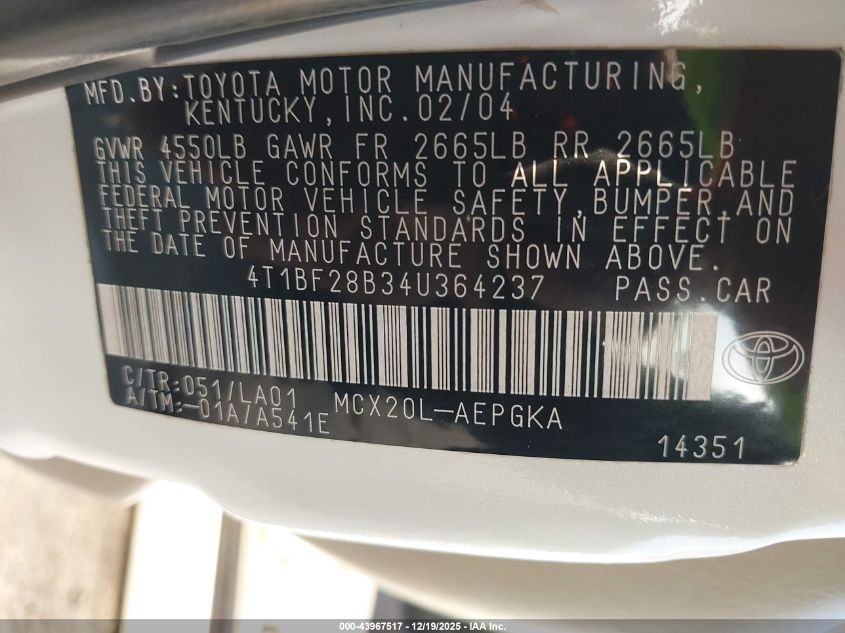 MFD.BY:TOYOTA MOTOR MANUFACTURING,
KENTUCKY,INC.02/04
GVWR 4550LB GAWR FR 2665LB RR 2665LB
THIS VEHICLE CONFORMS TO ALL APPLICABLE
FEDERAL MOTOR VEHICLE SAFETY,BUMPER,AND
THEFT PREVENTION STANDARDS IN EFFECT ON
THE DATE OF MANUFACTURE SHOWN ABOVE.
4T1BF28B34U364237 PASS.CAR
C/TR:051/LA01 MCX20L-AEPGKA
A/TM:-01A/A541E
14351
000-43967517 - 12/19/2025 - IAA Inc.